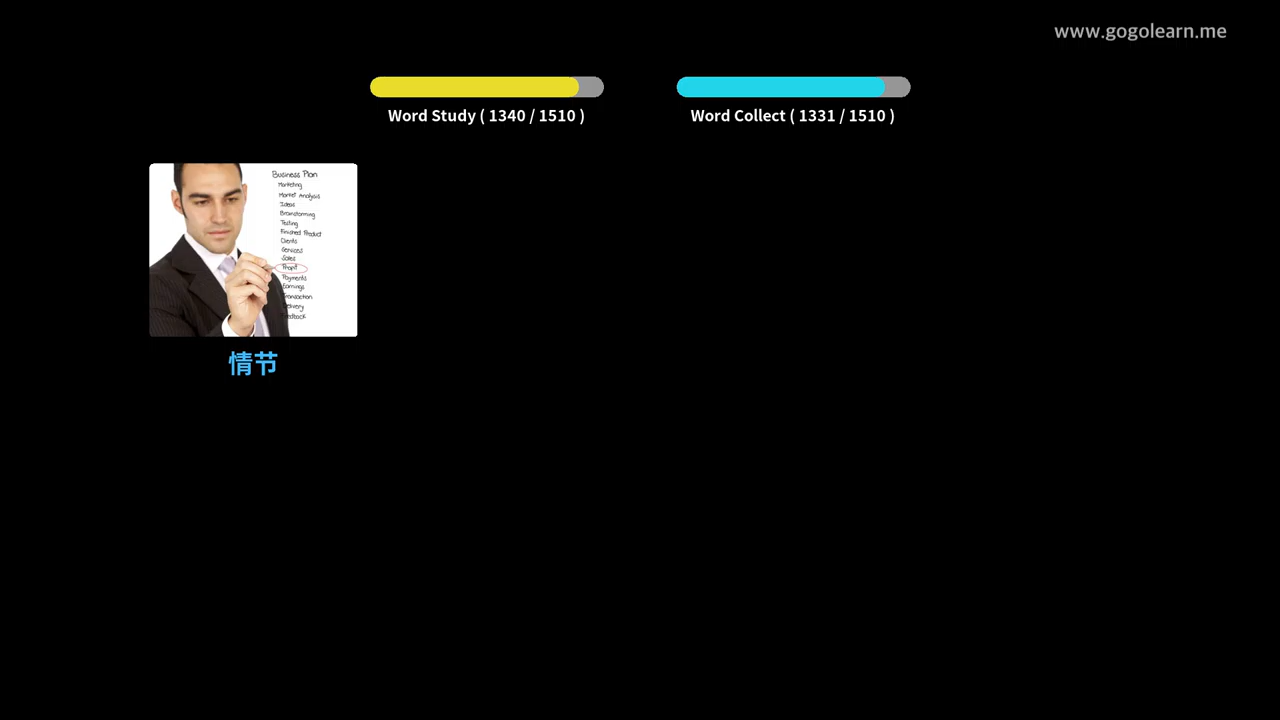 www.gogolearn.me
Word Study ( 1340 / 1510 )
Word Collect ( 1331 / 1510 )
Business Plan
Marketing
Market Analysis
Ideas
Brainstorming
Testing
Finished Product
Clients
Services
Sales
Profit
Payments
Earnings
Transaction
Delivery
Feedback
情节